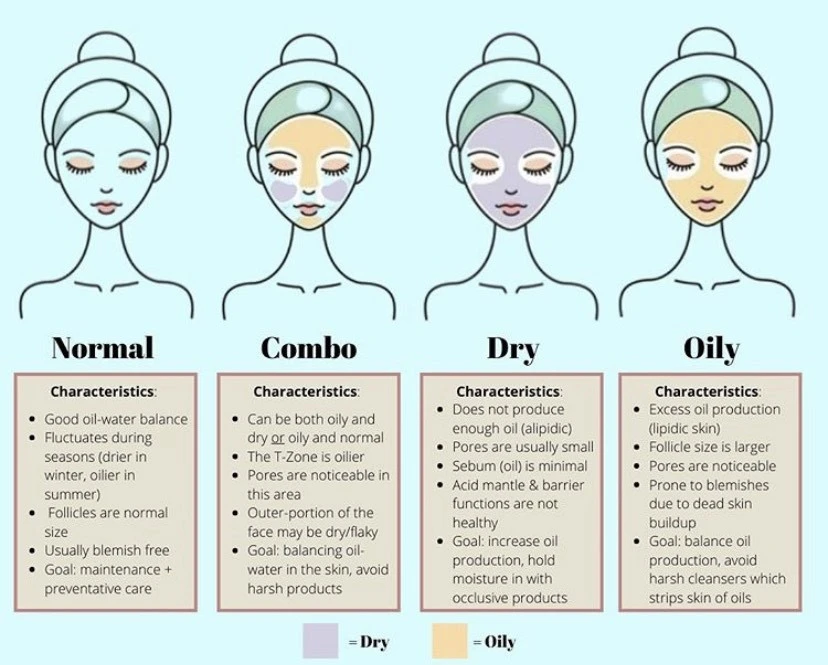 Normal
Characteristics:
• Good oil-water balance
• Fluctuates during
seasons (drier in
winter, oilier in
summer)
• Follicles are normal
size
• Usually blemish free
• Goal: maintenance +
preventative care
Combo
Characteristics:
• Can be both oily and
dry or oily and normal
• The T-Zone is oilier
• Pores are noticeable in
this area
• Outer-portion of the
face may be dry/flaky
• Goal: balancing oil-
water in the skin, avoid
harsh products
Dry
Characteristics:
• Does not produce
enough oil (alipidic)
• Pores are usually small
• Sebum (oil) is minimal
• Acid mantle & barrier
functions are not
healthy
• Goal: increase oil
production, hold
moisture in with
occlusive products
Oily
Characteristics:
• Excess oil production
(lipidic skin)
• Follicle size is larger
• Pores are noticeable
• Prone to blemishes
due to dead skin
buildup
• Goal: balance oil
production, avoid
harsh cleansers which
strips skin of oils
= Dry
= Oily